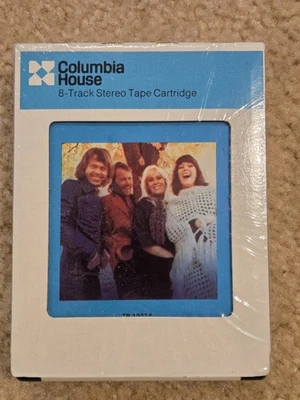 Columbia
House
8-Track Stereo Tape Cartridge